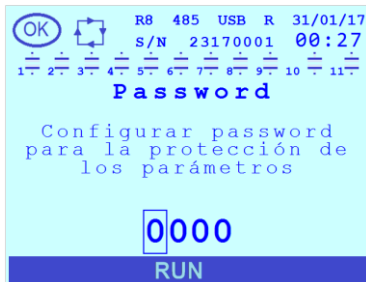 OK R8 485 USB R 31/01/17
S/N 23170001 00:27
1 2 3 4 5 6 7 8 9 10 11
Password
Configurar password
para la protección de
los parámetros
0000
RUN